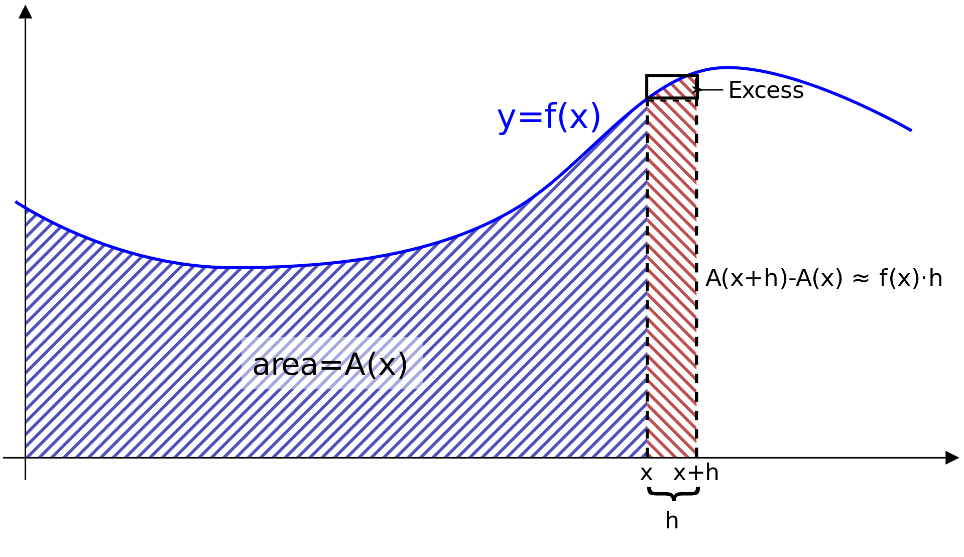 Excess
y=f(x)
A(x+h)-A(x) ≈ f(x)·h
area=A(x)
x x+h
h